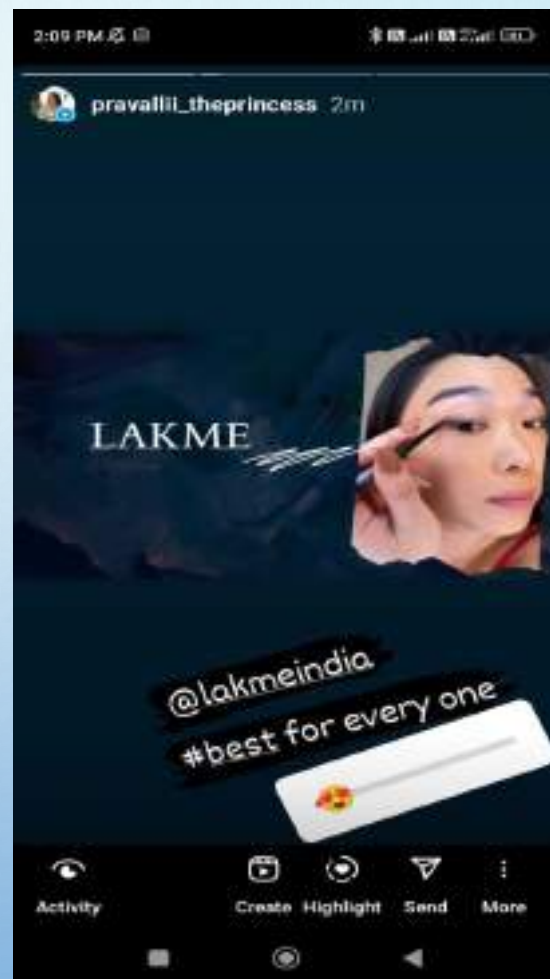 2:09 PM
pravallii_theprincess 2m
LAKME
@lakmeindia
#best for every one
Activity
Create Highlight Send More